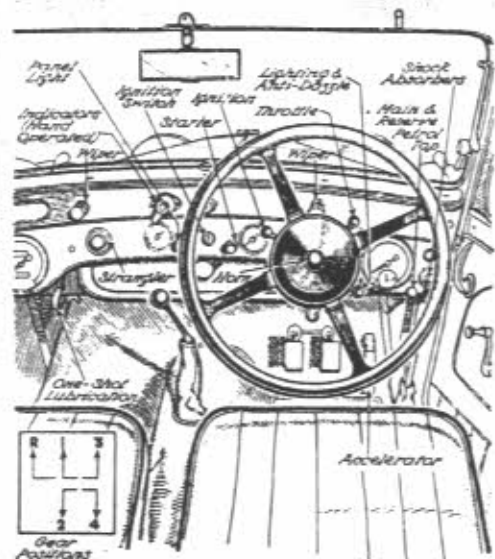 Panel
Light
Ignition
Switch
Ignition
Lighting &
Anti-Dazzle
Shock
Absorbers
Indicators
(Hand
Operated)
Starter
Throttle
Main &
Reserve
Petrol
Tap
Wiper
Wiper
Strangler
Horn
One-Shot
Lubrication
Accelerator
R 1 3
2 4
Gear
Positions